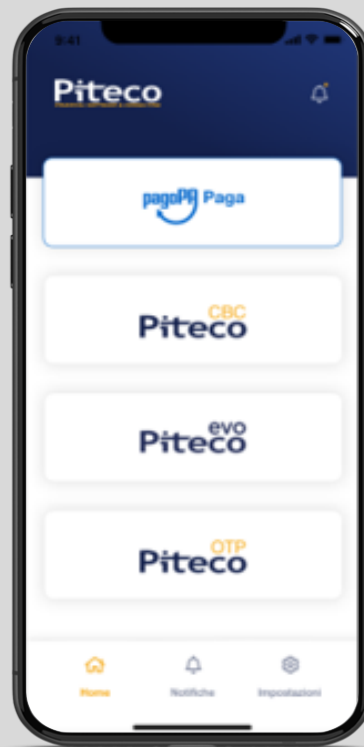 9:41
Piteco
pagoPA Paga
CBC
Piteco
evo
Piteco
OTP
Piteco
Home Notifiche Impostazioni